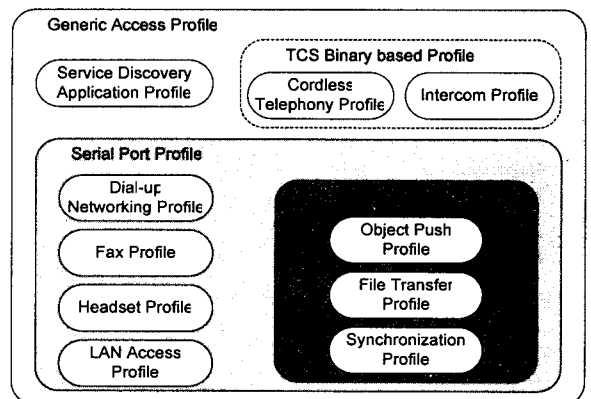 Generic Access Profile
Service Discovery
Application Profile
TCS Binary based Profile
Cordless
Telephony Profile
Intercom Profile
Serial Port Profile
Dial-up
Networking Profile
Fax Profile
Headset Profile
LAN Access
Profile
Object Push
Profile
File Transfer
Profile
Synchronization
Profile